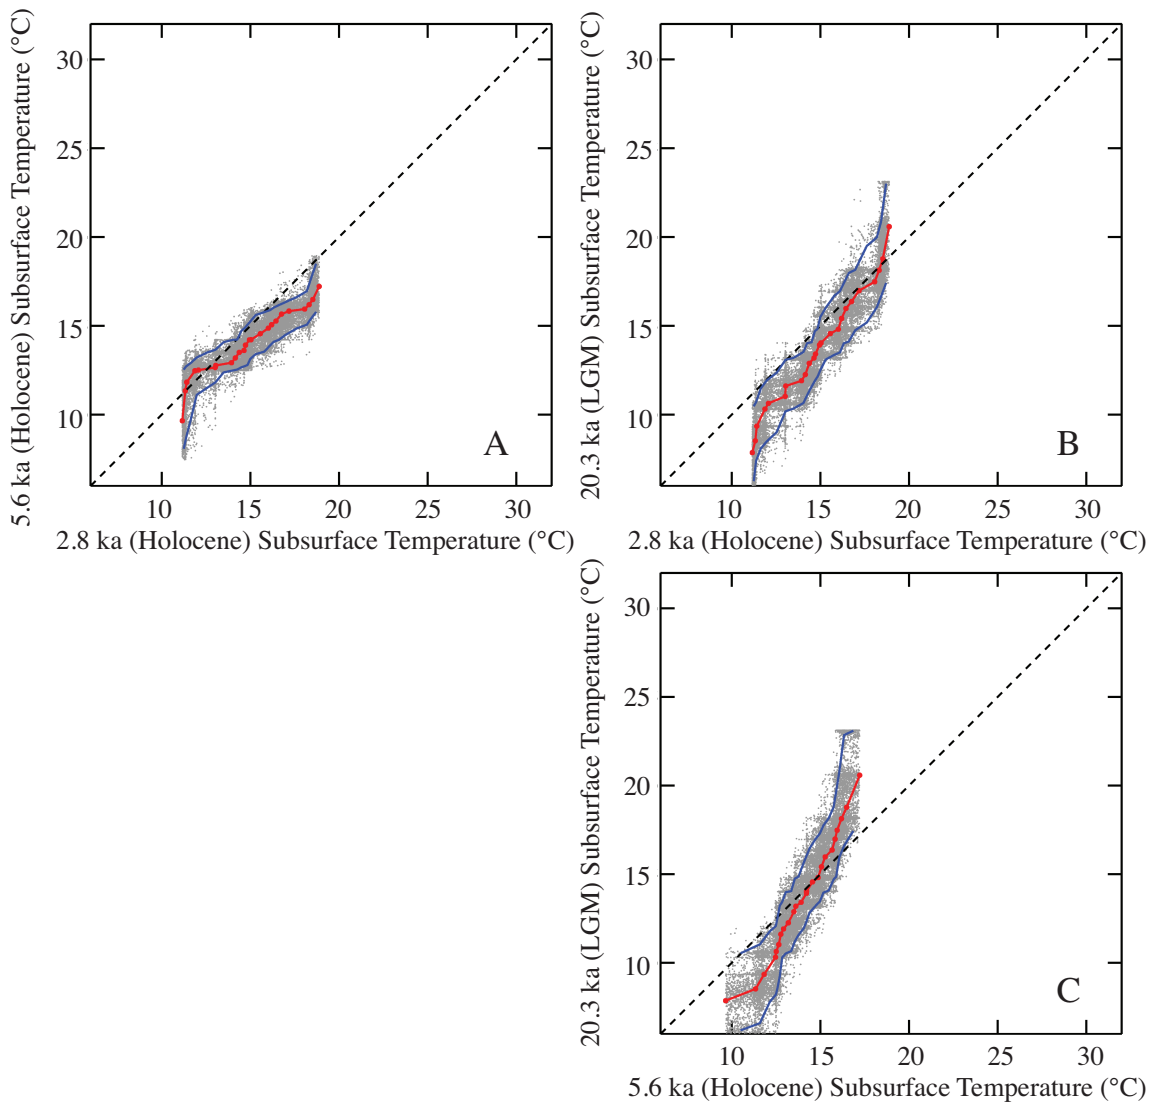 5.6 ka (Holocene) Subsurface Temperature (°C)
30
25
20
15
10
A
10 15 20 25 30
2.8 ka (Holocene) Subsurface Temperature (°C)
20.3 ka (LGM) Subsurface Temperature (°C)
30
25
20
15
10
B
10 15 20 25 30
2.8 ka (Holocene) Subsurface Temperature (°C)
20.3 ka (LGM) Subsurface Temperature (°C)
30
25
20
15
10
C
10 15 20 25 30
5.6 ka (Holocene) Subsurface Temperature (°C)